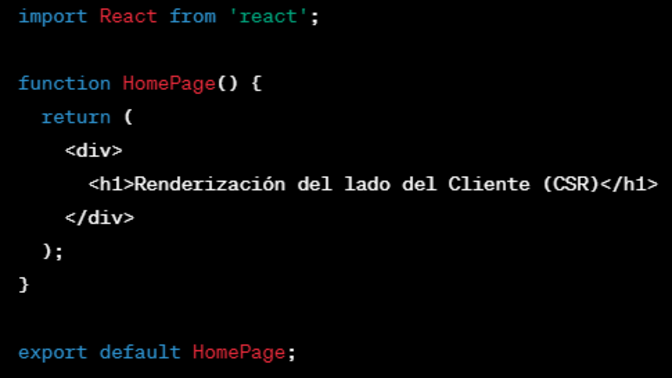 import React from 'react';
function HomePage() {
return (
<div>
<h1>Renderización del lado del Cliente (CSR)</h1>
</div>
);
}
export default HomePage;